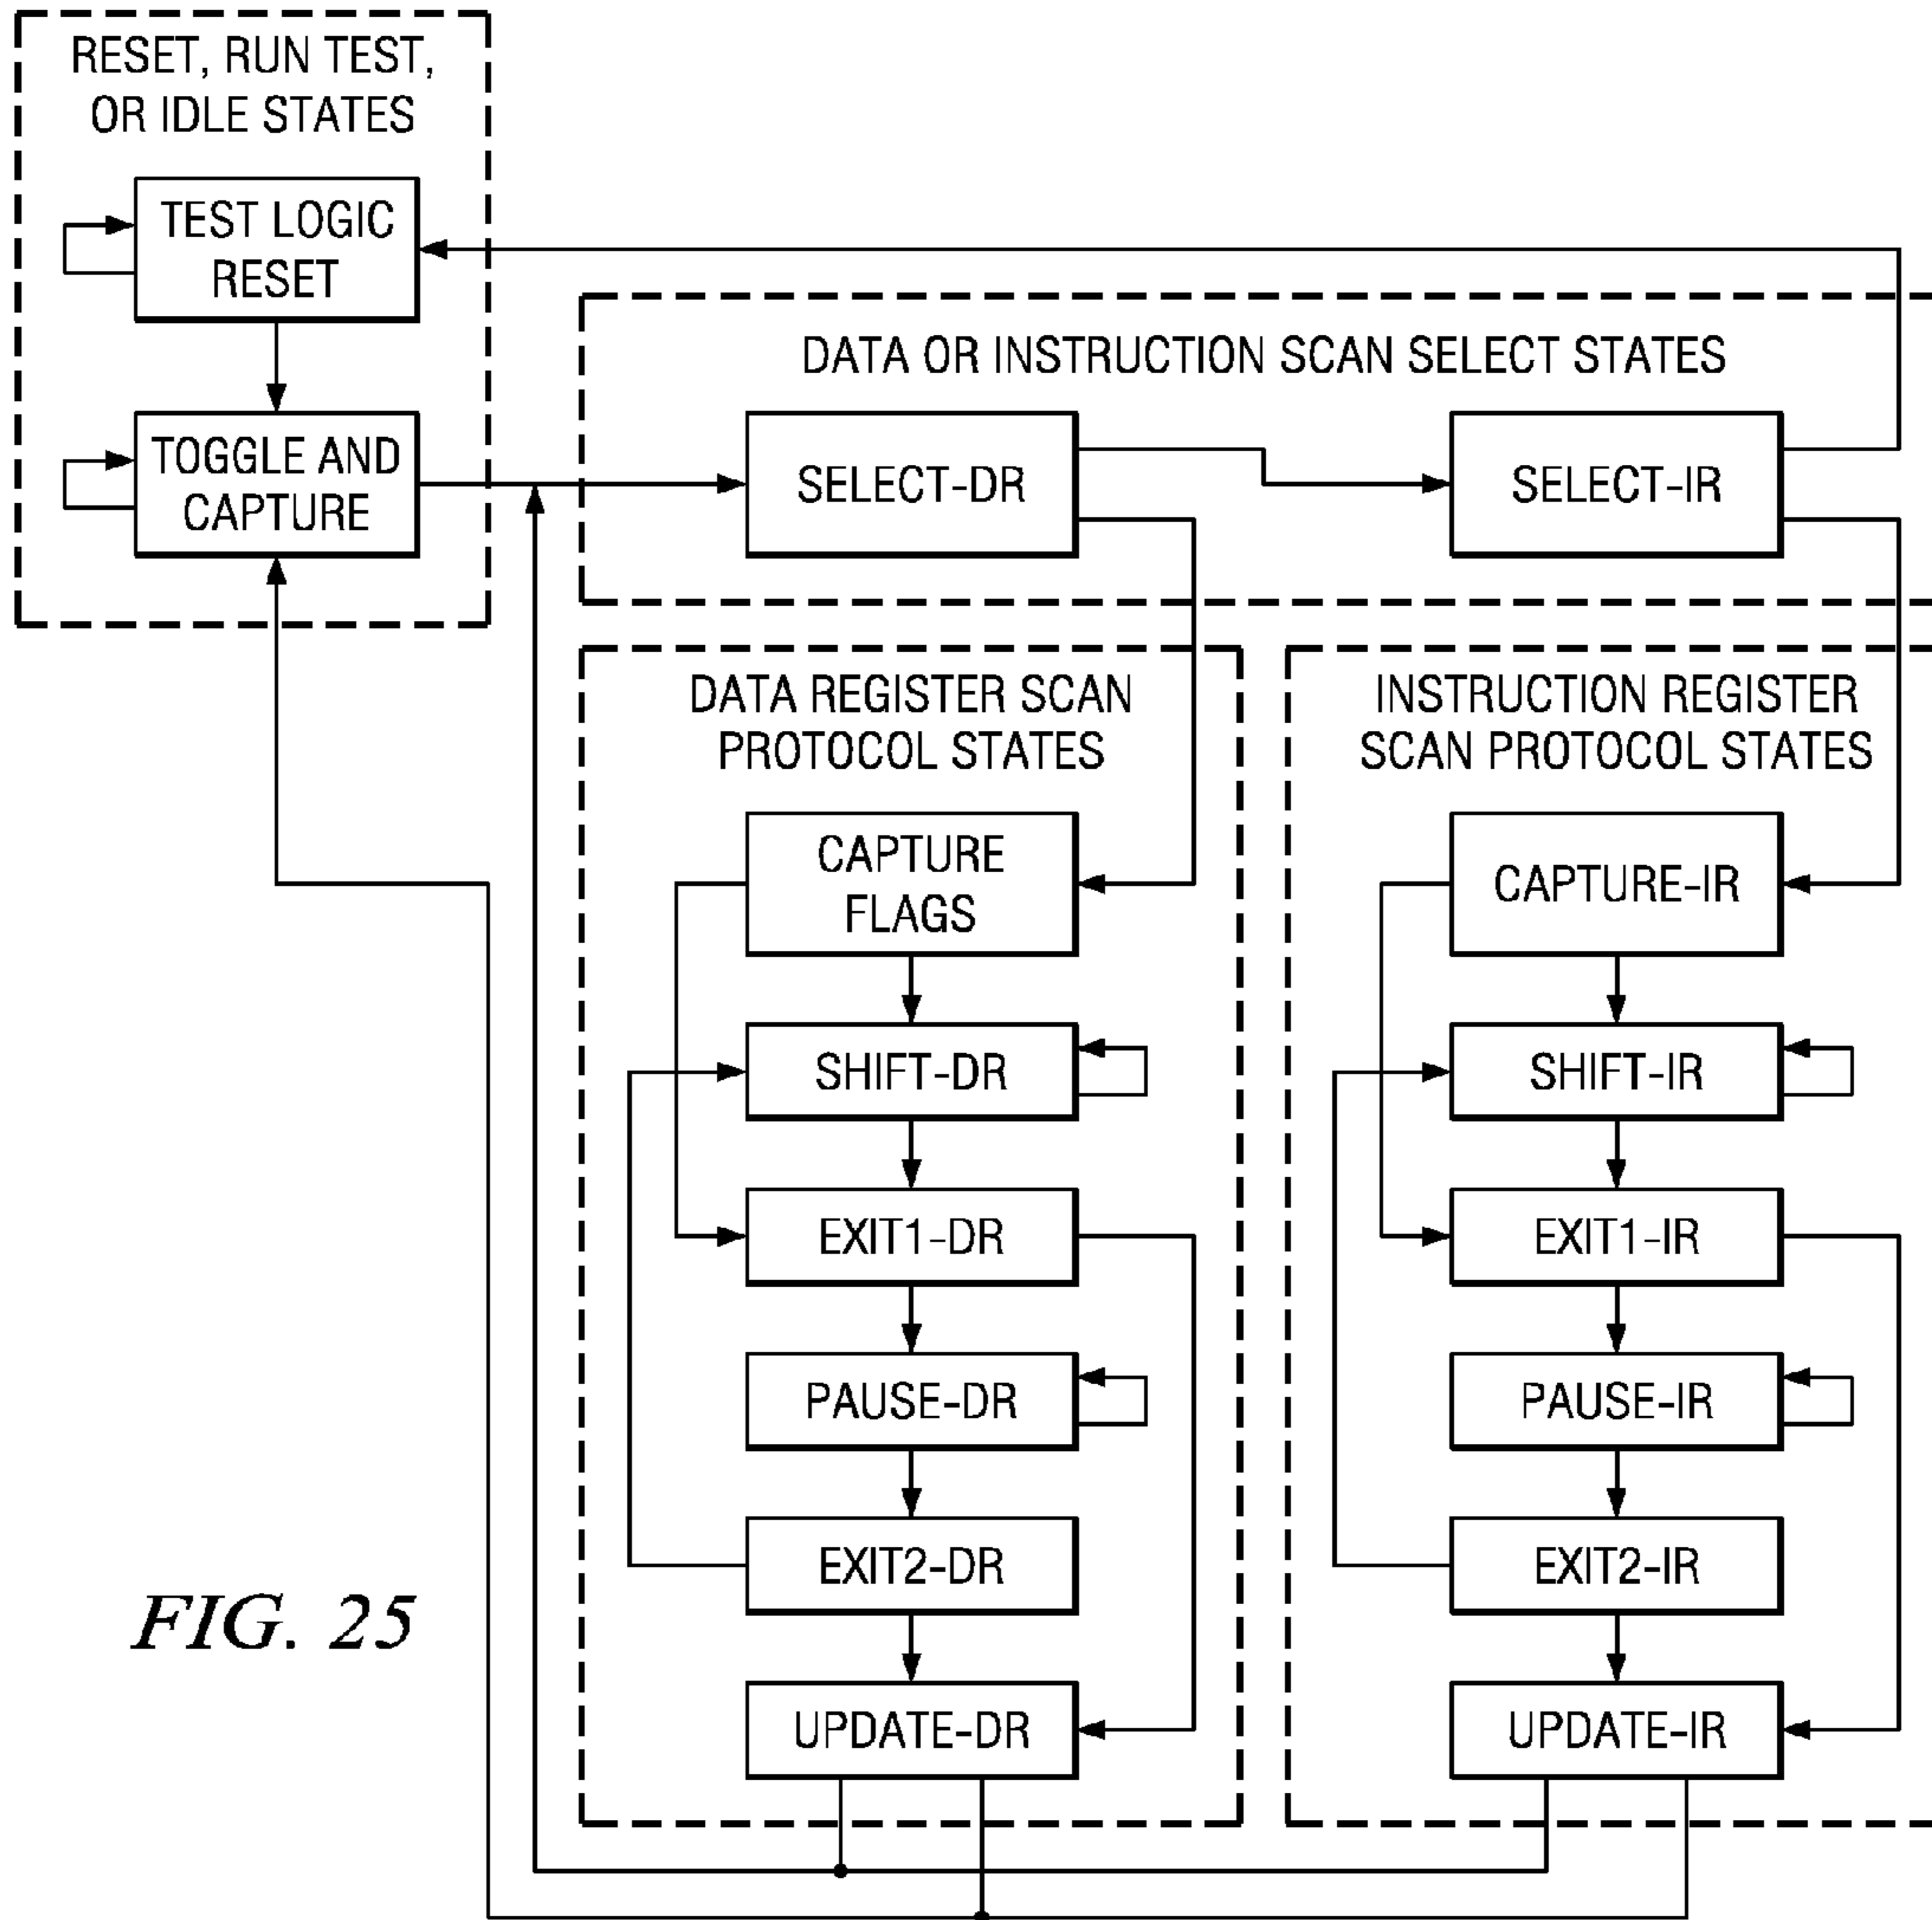 RESET, RUN TEST,
OR IDLE STATES
TEST LOGIC
RESET
TOGGLE AND
CAPTURE
DATA OR INSTRUCTION SCAN SELECT STATES
SELECT-DR
SELECT-IR
DATA REGISTER SCAN
PROTOCOL STATES
CAPTURE
FLAGS
SHIFT-DR
EXIT1-DR
PAUSE-DR
EXIT2-DR
UPDATE-DR
INSTRUCTION REGISTER
SCAN PROTOCOL STATES
CAPTURE-IR
SHIFT-IR
EXIT1-IR
PAUSE-IR
EXIT2-IR
UPDATE-IR
FIG. 25